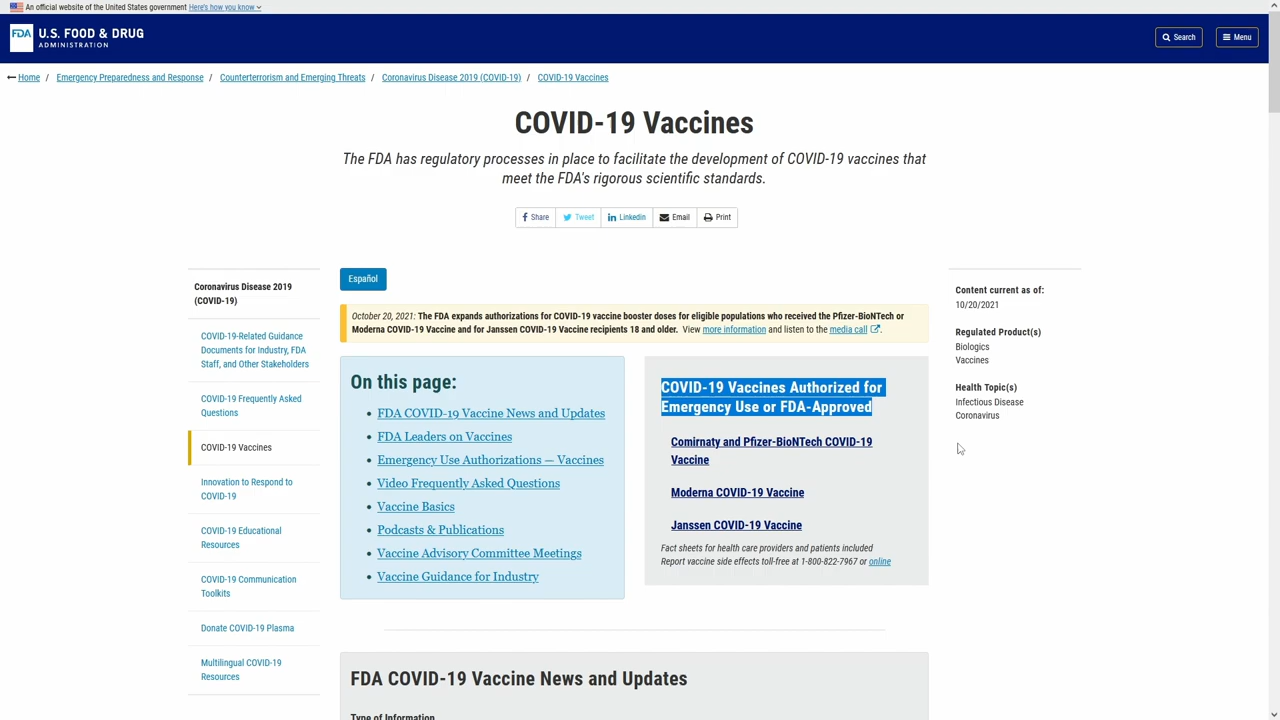 An official website of the United States government Here's how you know
FDA U.S. FOOD & DRUG
ADMINISTRATION
Search
Menu
Home / Emergency Preparedness and Response / Counterterrorism and Emerging Threats / Coronavirus Disease 2019 (COVID-19) / COVID-19 Vaccines
COVID-19 Vaccines
The FDA has regulatory processes in place to facilitate the development of COVID-19 vaccines that
meet the FDA's rigorous scientific standards.
Share Tweet Linkedin Email Print
Coronavirus Disease 2019
(COVID-19)
COVID-19-Related Guidance
Documents for Industry, FDA
Staff, and Other Stakeholders
COVID-19 Frequently Asked
Questions
COVID-19 Vaccines
Innovation to Respond to
COVID-19
COVID-19 Educational
Resources
COVID-19 Communication
Toolkits
Donate COVID-19 Plasma
Multilingual COVID-19
Resources
Español
October 20, 2021: The FDA expands authorizations for COVID-19 vaccine booster doses for eligible populations who received the Pfizer-BioNTech or
Moderna COVID-19 Vaccine and for Janssen COVID-19 Vaccine recipients 18 and older. View more information and listen to the media call.
On this page:
• FDA COVID-19 Vaccine News and Updates
• FDA Leaders on Vaccines
• Emergency Use Authorizations — Vaccines
• Video Frequently Asked Questions
• Vaccine Basics
• Podcasts & Publications
• Vaccine Advisory Committee Meetings
• Vaccine Guidance for Industry
COVID-19 Vaccines Authorized for
Emergency Use or FDA-Approved
Comirnaty and Pfizer-BioNTech COVID-19
Vaccine
Moderna COVID-19 Vaccine
Janssen COVID-19 Vaccine
Fact sheets for health care providers and patients included
Report vaccine side effects toll-free at 1-800-822-7967 or online
Content current as of:
10/20/2021
Regulated Product(s)
Biologics
Vaccines
Health Topic(s)
Infectious Disease
Coronavirus
FDA COVID-19 Vaccine News and Updates
Type of Information